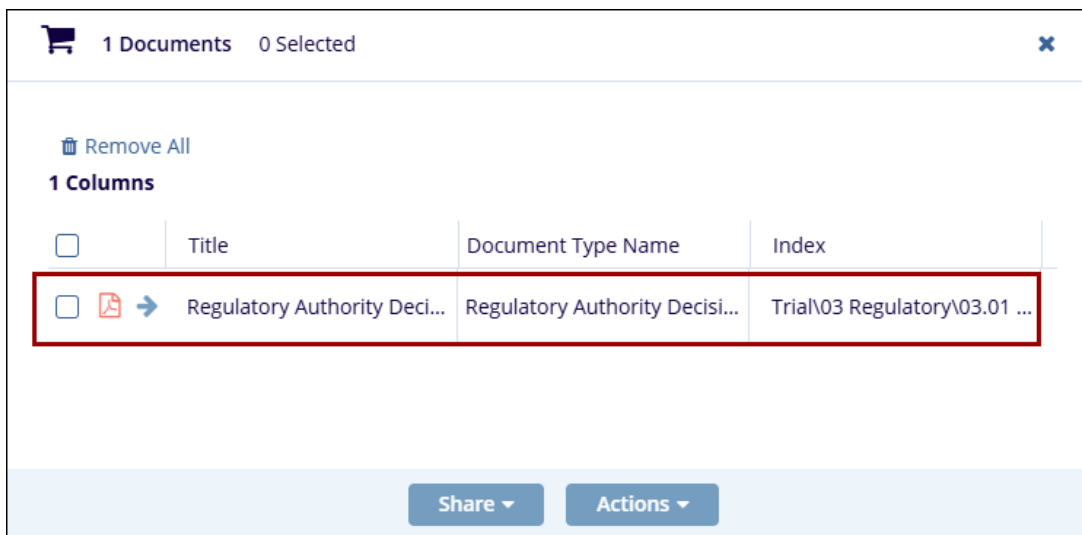 1 Documents 0 Selected
Remove All
1 Columns
Title Document Type Name Index
Regulatory Authority Deci... Regulatory Authority Decisi... Trial\03 Regulatory\03.01 ...
Share Actions